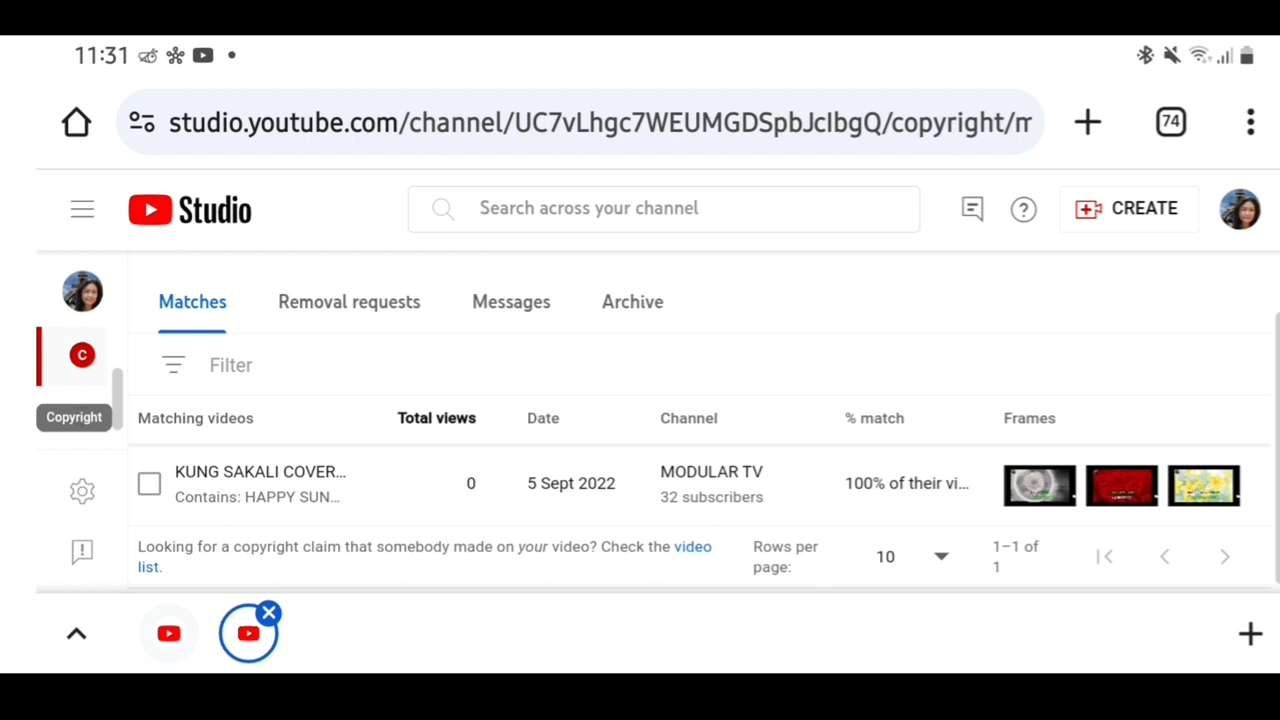 11:31
studio.youtube.com/channel/UC7vLhgc7WEUMGDSpbJcIbgQ/copyright/m
74
Studio
Search across your channel
CREATE
Matches Removal requests Messages Archive
C
Filter
Copyright
Matching videos Total views Date Channel % match Frames
KUNG SAKALI COVER... 0 5 Sept 2022 MODULAR TV 100% of their vi...
Contains: HAPPY SUN... 32 subscribers
Looking for a copyright claim that somebody made on your video? Check the video
list.
Rows per
page:
10
1–1 of
1